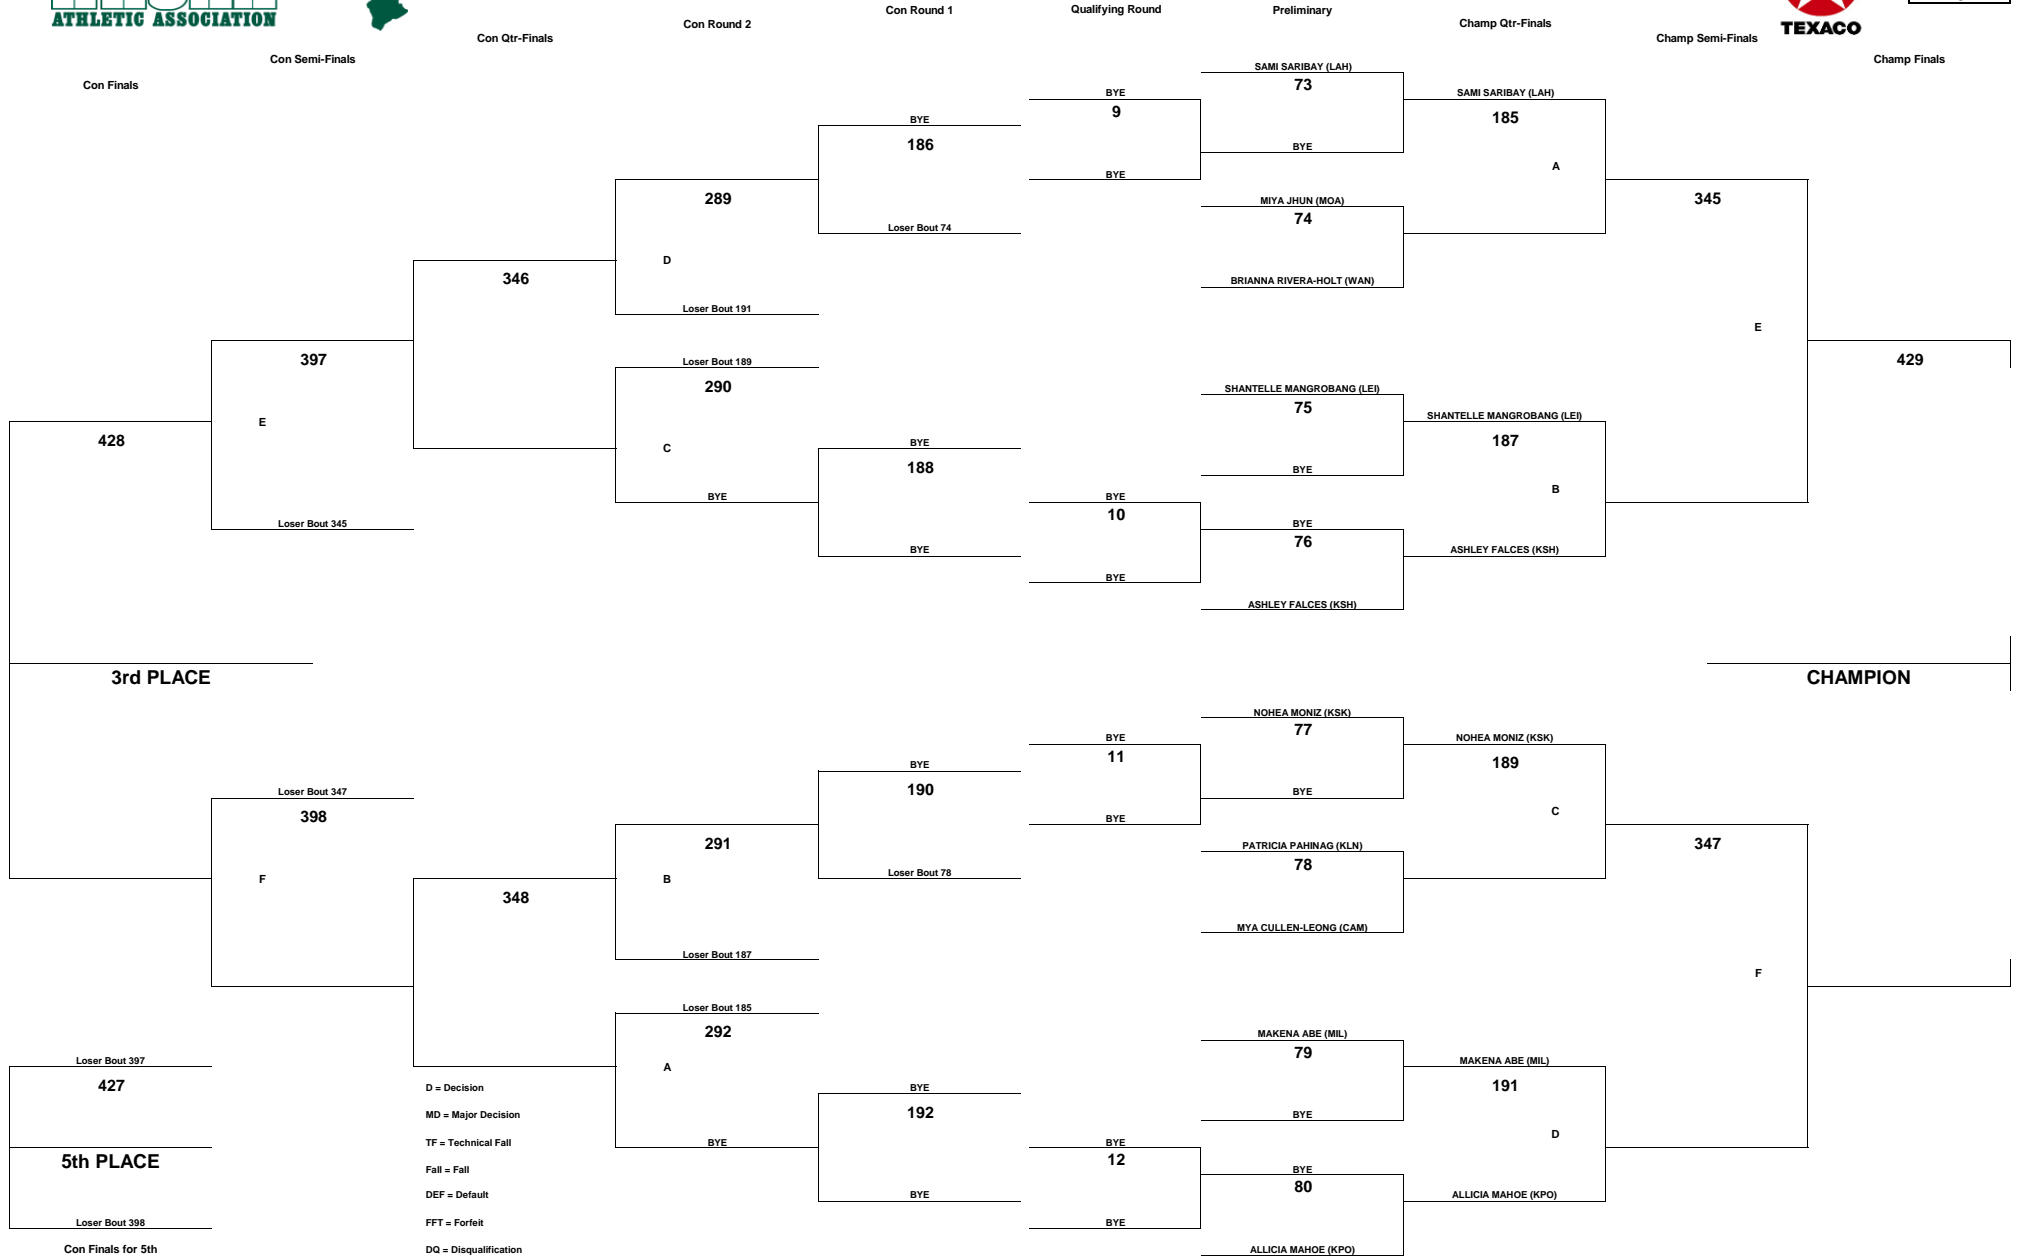 ATHLETIC ASSOCIATION
TEXACO
Con Finals
Con Semi-Finals
Con Qtr-Finals
Con Round 2
Con Round 1
Qualifying Round
Preliminary
Champ Qtr-Finals
Champ Semi-Finals
Champ Finals
SAMI SARIBAY (LAH)
73
BYE
MIYA JHUN (MOA)
74
BRIANNA RIVERA-HOLT (WAN)
SHANTELLE MANGROBANG (LEI)
75
BYE
BYE
76
ASHLEY FALCES (KSH)
NOHEA MONIZ (KSK)
77
BYE
PATRICIA PAHINAG (KLN)
78
MYA CULLEN-LEONG (CAM)
MAKENA ABE (MIL)
79
BYE
BYE
80
ALLICIA MAHOE (KPO)
BYE
9
BYE
BYE
10
BYE
BYE
11
BYE
BYE
12
BYE
SAMI SARIBAY (LAH)
185
A
SHANTELLE MANGROBANG (LEI)
187
B
ASHLEY FALCES (KSH)
NOHEA MONIZ (KSK)
189
C
MAKENA ABE (MIL)
191
D
ALLICIA MAHOE (KPO)
345
E
347
F
429
CHAMPION
BYE
186
Loser Bout 74
BYE
188
BYE
BYE
190
Loser Bout 78
BYE
192
BYE
289
D
Loser Bout 191
Loser Bout 189
290
C
BYE
291
B
Loser Bout 187
Loser Bout 185
292
A
BYE
346
348
397
E
Loser Bout 345
Loser Bout 347
398
F
428
3rd PLACE
Loser Bout 397
427
5th PLACE
Loser Bout 398
Con Finals for 5th
D = Decision
MD = Major Decision
TF = Technical Fall
Fall = Fall
DEF = Default
FFT = Forfeit
DQ = Disqualification